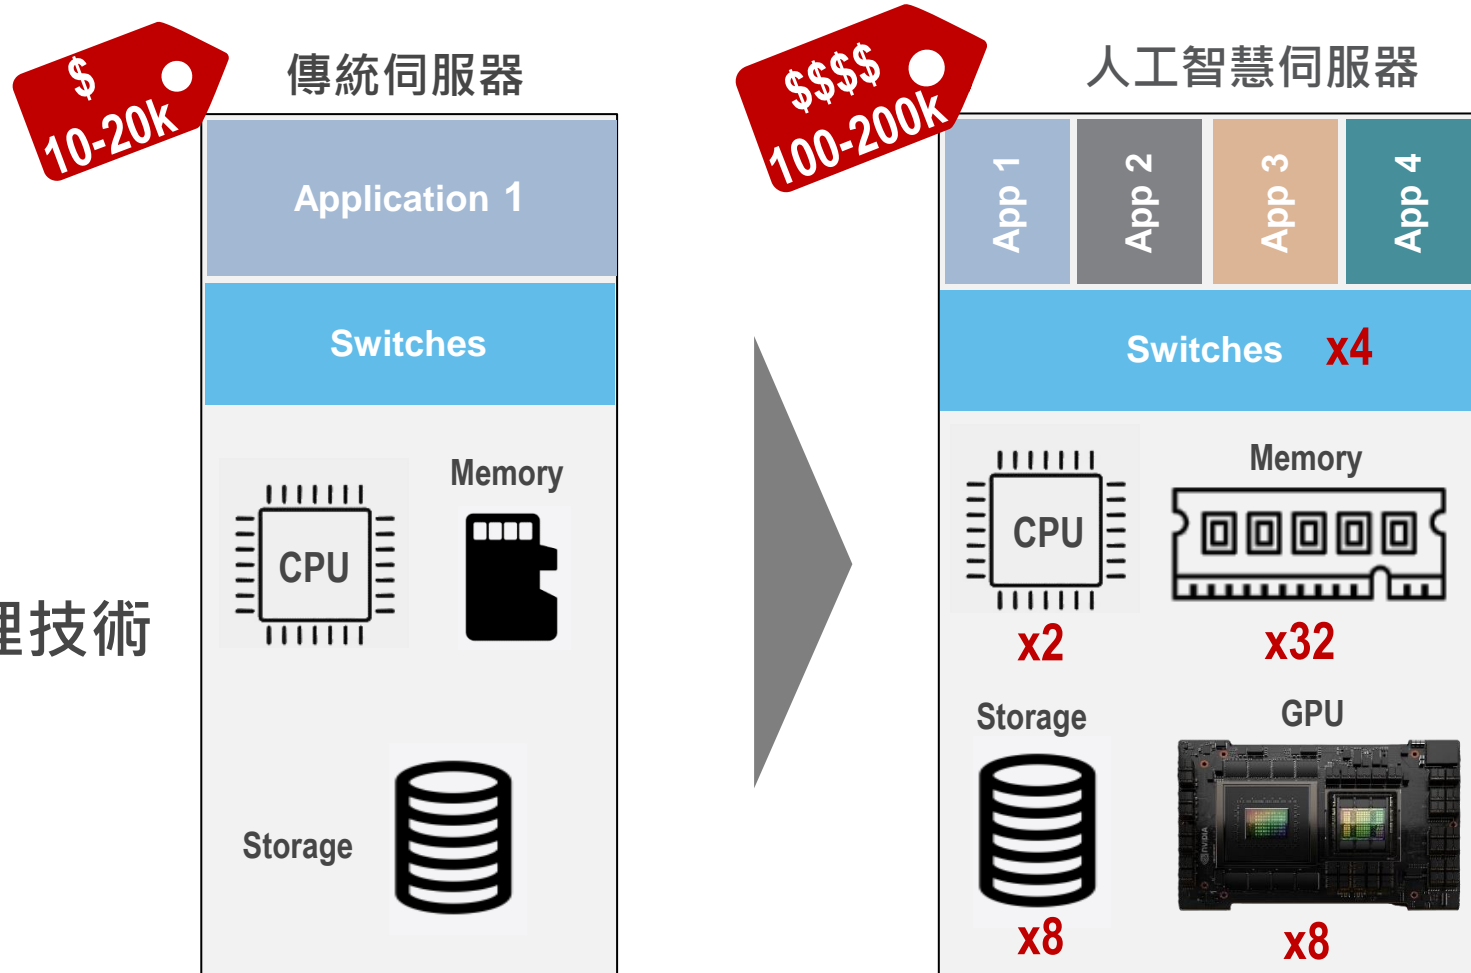 $
10-20k
傳統伺服器
Application 1
Switches
CPU
Memory
Storage
理技術
$$$$
100-200k
人工智慧伺服器
App 1
App 2
App 3
App 4
Switches x4
CPU
x2
Memory
x32
Storage
x8
GPU
NVIDIA
x8